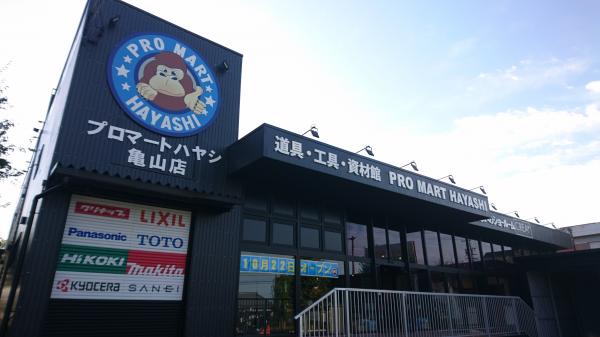 PRO MART
HAYASHI
プロマートハヤシ
亀山店
道具・工具・資材館 PRO MART HAYASHI
クリナップ LIXIL
Panasonic TOTO
HiKOKI makita
KYOCERA SANEI
10月22日オープン